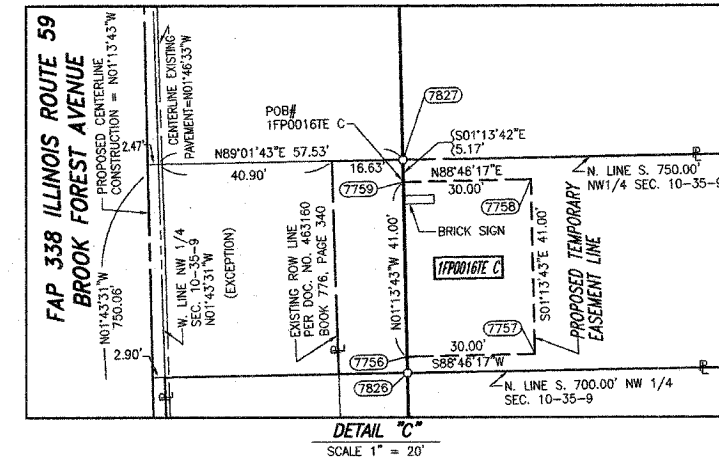 FAP 338 ILLINOIS ROUTE 59
BROOK FOREST AVENUE
PROPOSED CENTERLINE
CONSTRUCTION = N01°13'43"W
CENTERLINE EXISTING
PAVEMENT=N01°46'33"W
2.47'
N89°01'43"E 57.53'
40.90'
16.63'
POB#
1FP0016TE C
7827
S01°13'42"E
5.17'
N. LINE S. 750.00'
NW1/4 SEC. 10-35-9
7759
N88°46'17"E
30.00'
7758
BRICK SIGN
1FP0016TE C
N01°13'43"W 41.00'
S01°13'43"E 41.00'
PROPOSED TEMPORARY
EASEMENT LINE
N01°43'31"W
750.06'
W. LINE NW 1/4
SEC. 10-35-9
N01°43'31"W
(EXCEPTION)
EXISTING ROW LINE
PER DOC. NO. 463160
BOOK 776, PAGE 340
7757
30.00'
7756
S88°46'17"W
2.90'
7826
N. LINE S. 700.00' NW 1/4
SEC. 10-35-9
DETAIL "C"
SCALE 1" = 20'